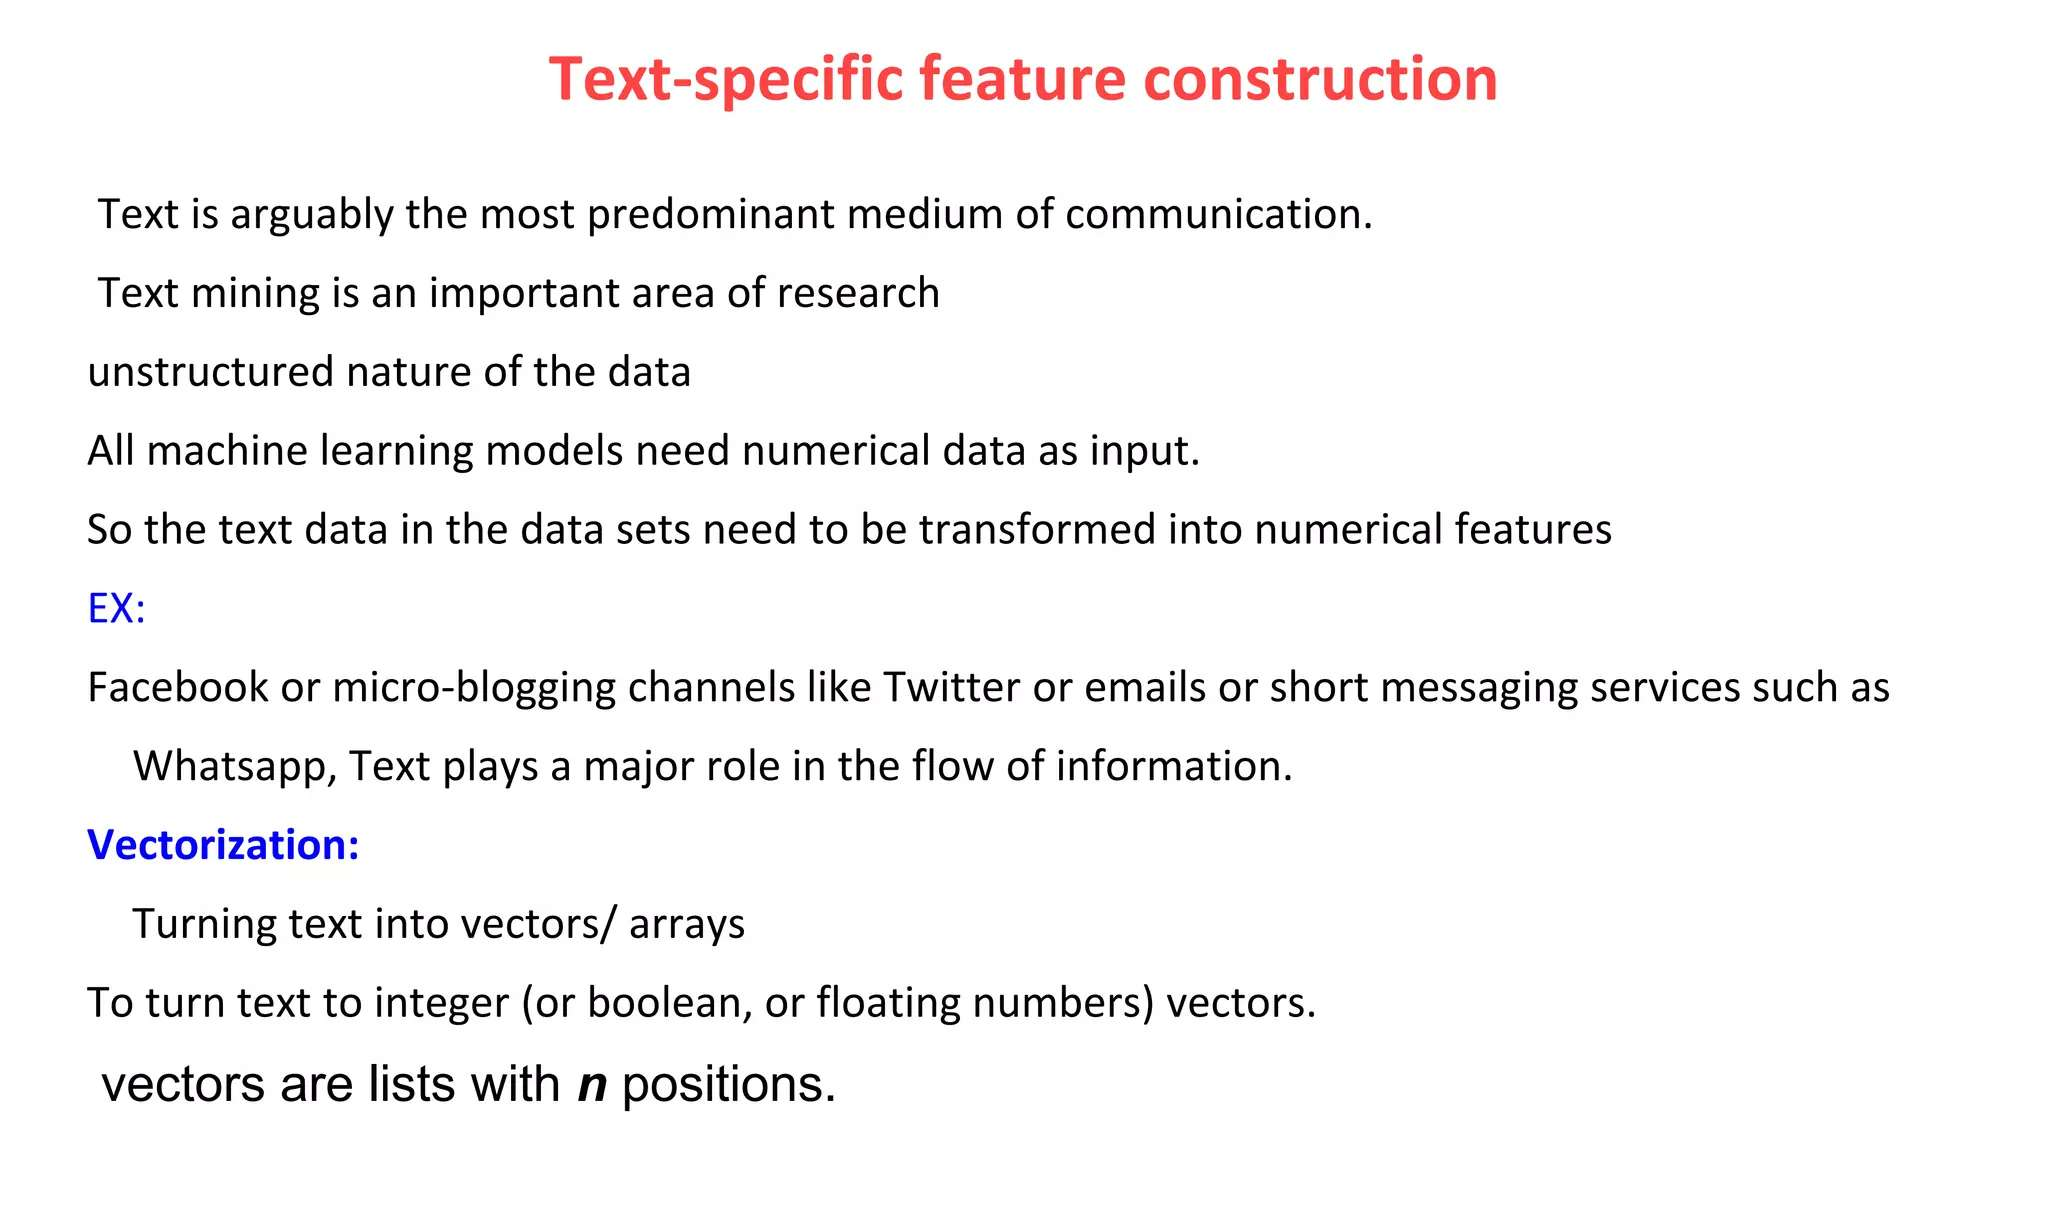 Text-specific feature construction
Text is arguably the most predominant medium of communication.
Text mining is an important area of research
unstructured nature of the data
All machine learning models need numerical data as input.
So the text data in the data sets need to be transformed into numerical features
EX:
Facebook or micro-blogging channels like Twitter or emails or short messaging services such as
Whatsapp, Text plays a major role in the flow of information.
Vectorization:
Turning text into vectors/ arrays
To turn text to integer (or boolean, or floating numbers) vectors.
vectors are lists with n positions.